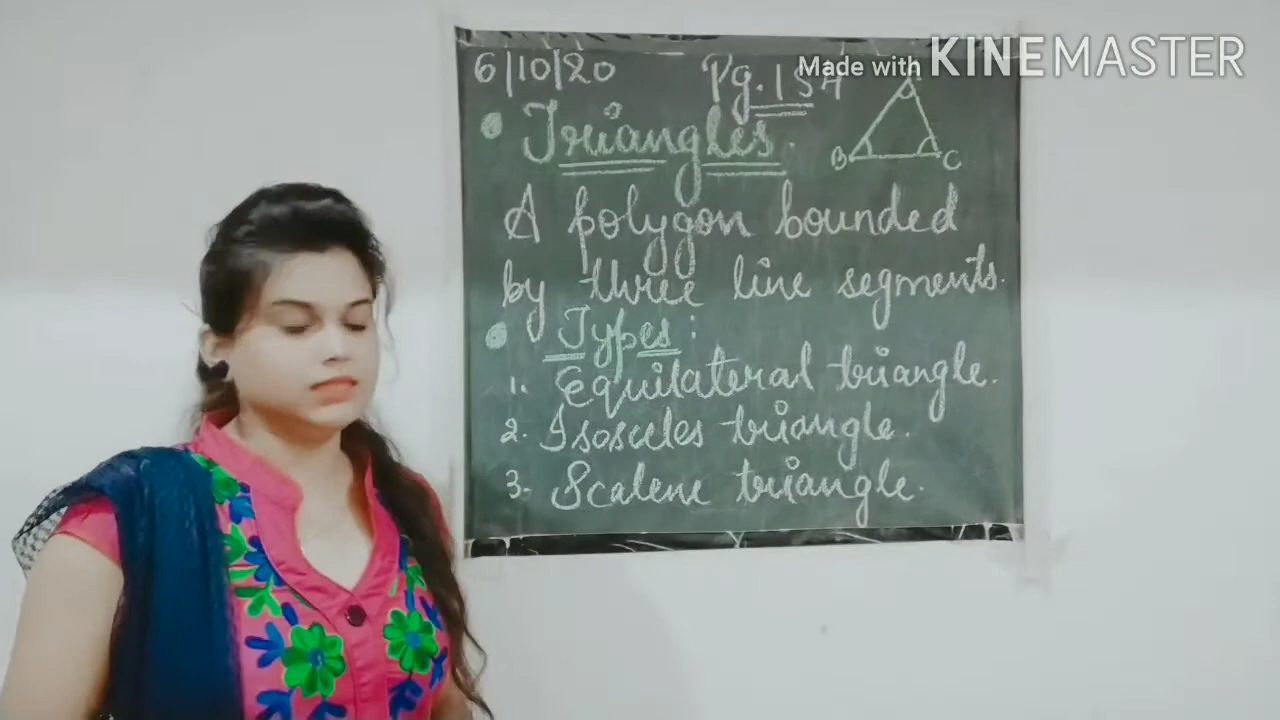 Made with KINEMASTER
6/10/20 Pg.154
• Triangles.
A
B C
A polygon bounded
by three line segments.
• Types:
1. Equilateral triangle.
2. Isosceles triangle.
3. Scalene triangle.